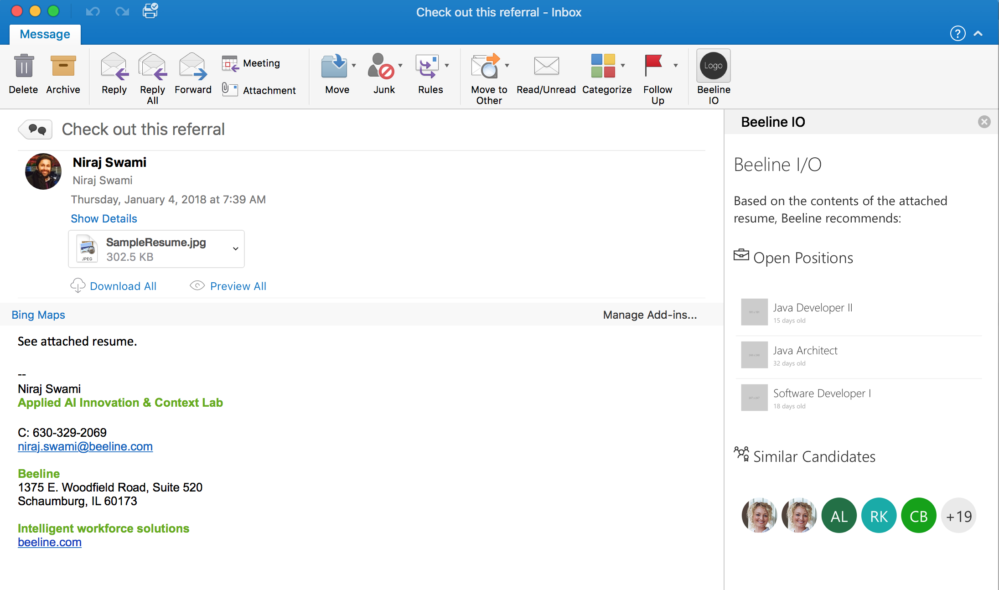 Check out this referral - Inbox
Message
?
Delete
Archive
Reply
Reply All
Forward
Meeting
Attachment
Move
Junk
Rules
Move to Other
Read/Unread
Categorize
Follow Up
Logo
Beeline IO
Check out this referral
Niraj Swami
Niraj Swami
Thursday, January 4, 2018 at 7:39 AM
Show Details
JPEG
SampleResume.jpg
302.5 KB
Download All
Preview All
Bing Maps
Manage Add-ins...
See attached resume.
--
Niraj Swami
Applied AI Innovation & Context Lab
C: 630-329-2069
niraj.swami@beeline.com
Beeline
1375 E. Woodfield Road, Suite 520
Schaumburg, IL 60173
Intelligent workforce solutions
beeline.com
Beeline IO
Beeline I/O
Based on the contents of the attached
resume, Beeline recommends:
Open Positions
Java Developer II
15 days old
Java Architect
32 days old
Software Developer I
18 days old
Similar Candidates
AL
RK
CB
+19